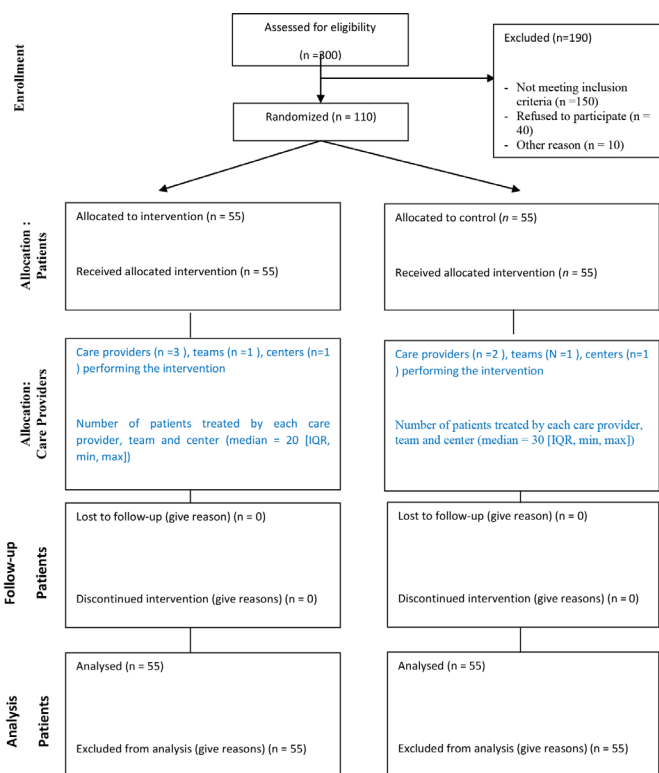 Enrollment
Assessed for eligibility
(n =300)
Excluded (n=190)
- Not meeting inclusion
criteria (n =150)
- Refused to participate (n =
40)
- Other reason (n = 10)
Randomized (n = 110)
Allocation :
Patients
Allocated to intervention (n = 55)
Received allocated intervention (n = 55)
Allocated to control (n = 55)
Received allocated intervention (n = 55)
Allocation:
Care Providers
Care providers (n =3 ), teams (n =1 ), centers (n=1
) performing the intervention
Number of patients treated by each care
provider, team and center (median = 20 [IQR,
min, max])
Care providers (n =2 ), teams (N =1 ), centers (n=1
) performing the intervention
Number of patients treated by each care provider,
team and center (median = 30 [IQR, min, max])
Follow-up
Patients
Lost to follow-up (give reason) (n = 0)
Discontinued intervention (give reasons) (n = 0)
Lost to follow-up (give reason) (n = 0)
Discontinued intervention (give reasons) (n = 0)
Analysis
Patients
Analysed (n = 55)
Excluded from analysis (give reasons) (n = 55)
Analysed (n = 55)
Excluded from analysis (give reasons) (n = 55)